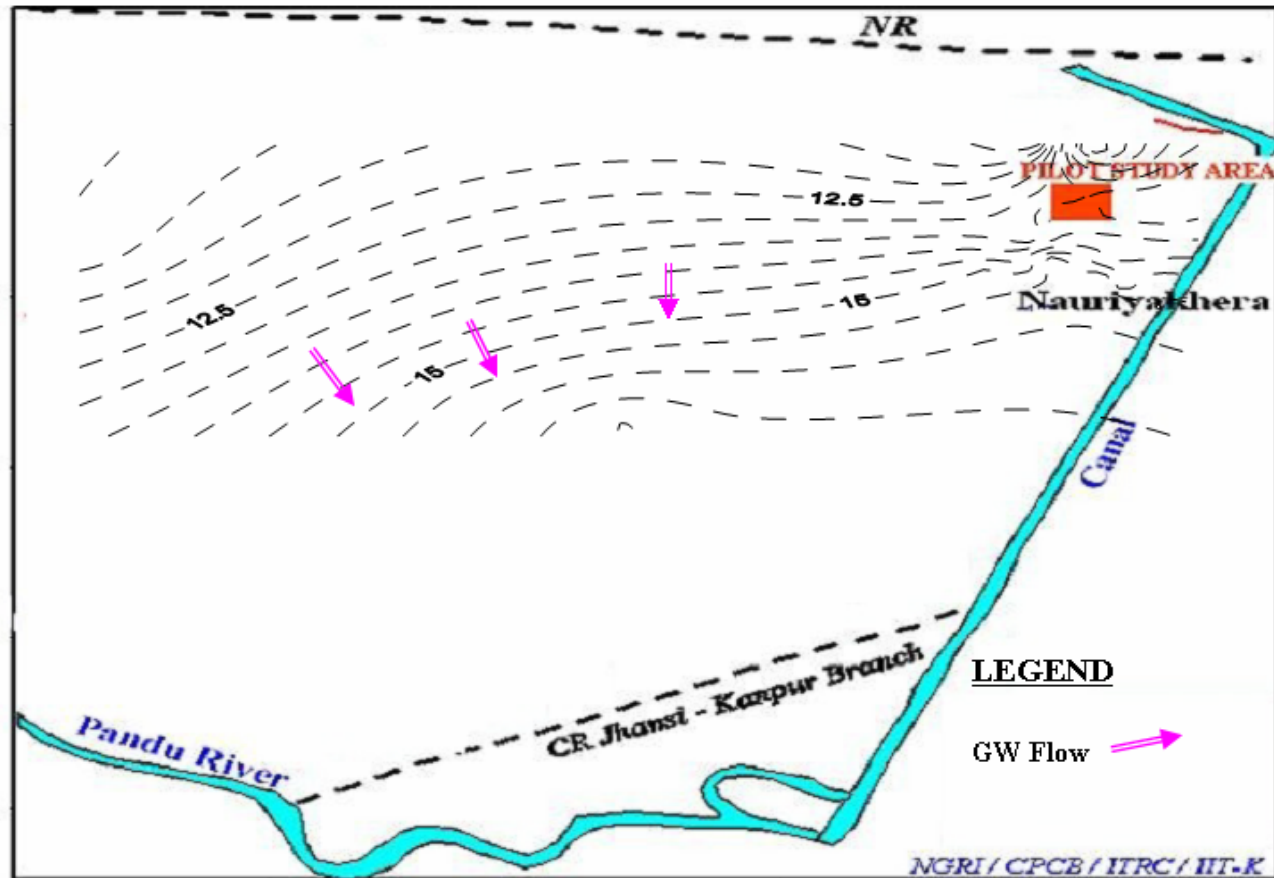 NR
PILOT STUDY AREA
12.5
12.5
15
Nauriyakhera
15
Canal
CR Jhansi - Kanpur Branch
LEGEND
Pandu River
GW Flow
NGRI / CPCB / ITRC / IIT-K